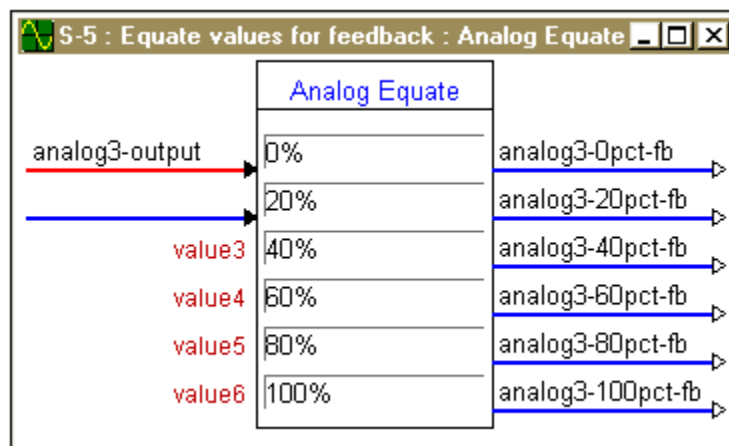 S-5 : Equate values for feedback : Analog Equate
Analog Equate
analog3-output 0% analog3-0pct-fb
20% analog3-20pct-fb
value3 40% analog3-40pct-fb
value4 60% analog3-60pct-fb
value5 80% analog3-80pct-fb
value6 100% analog3-100pct-fb